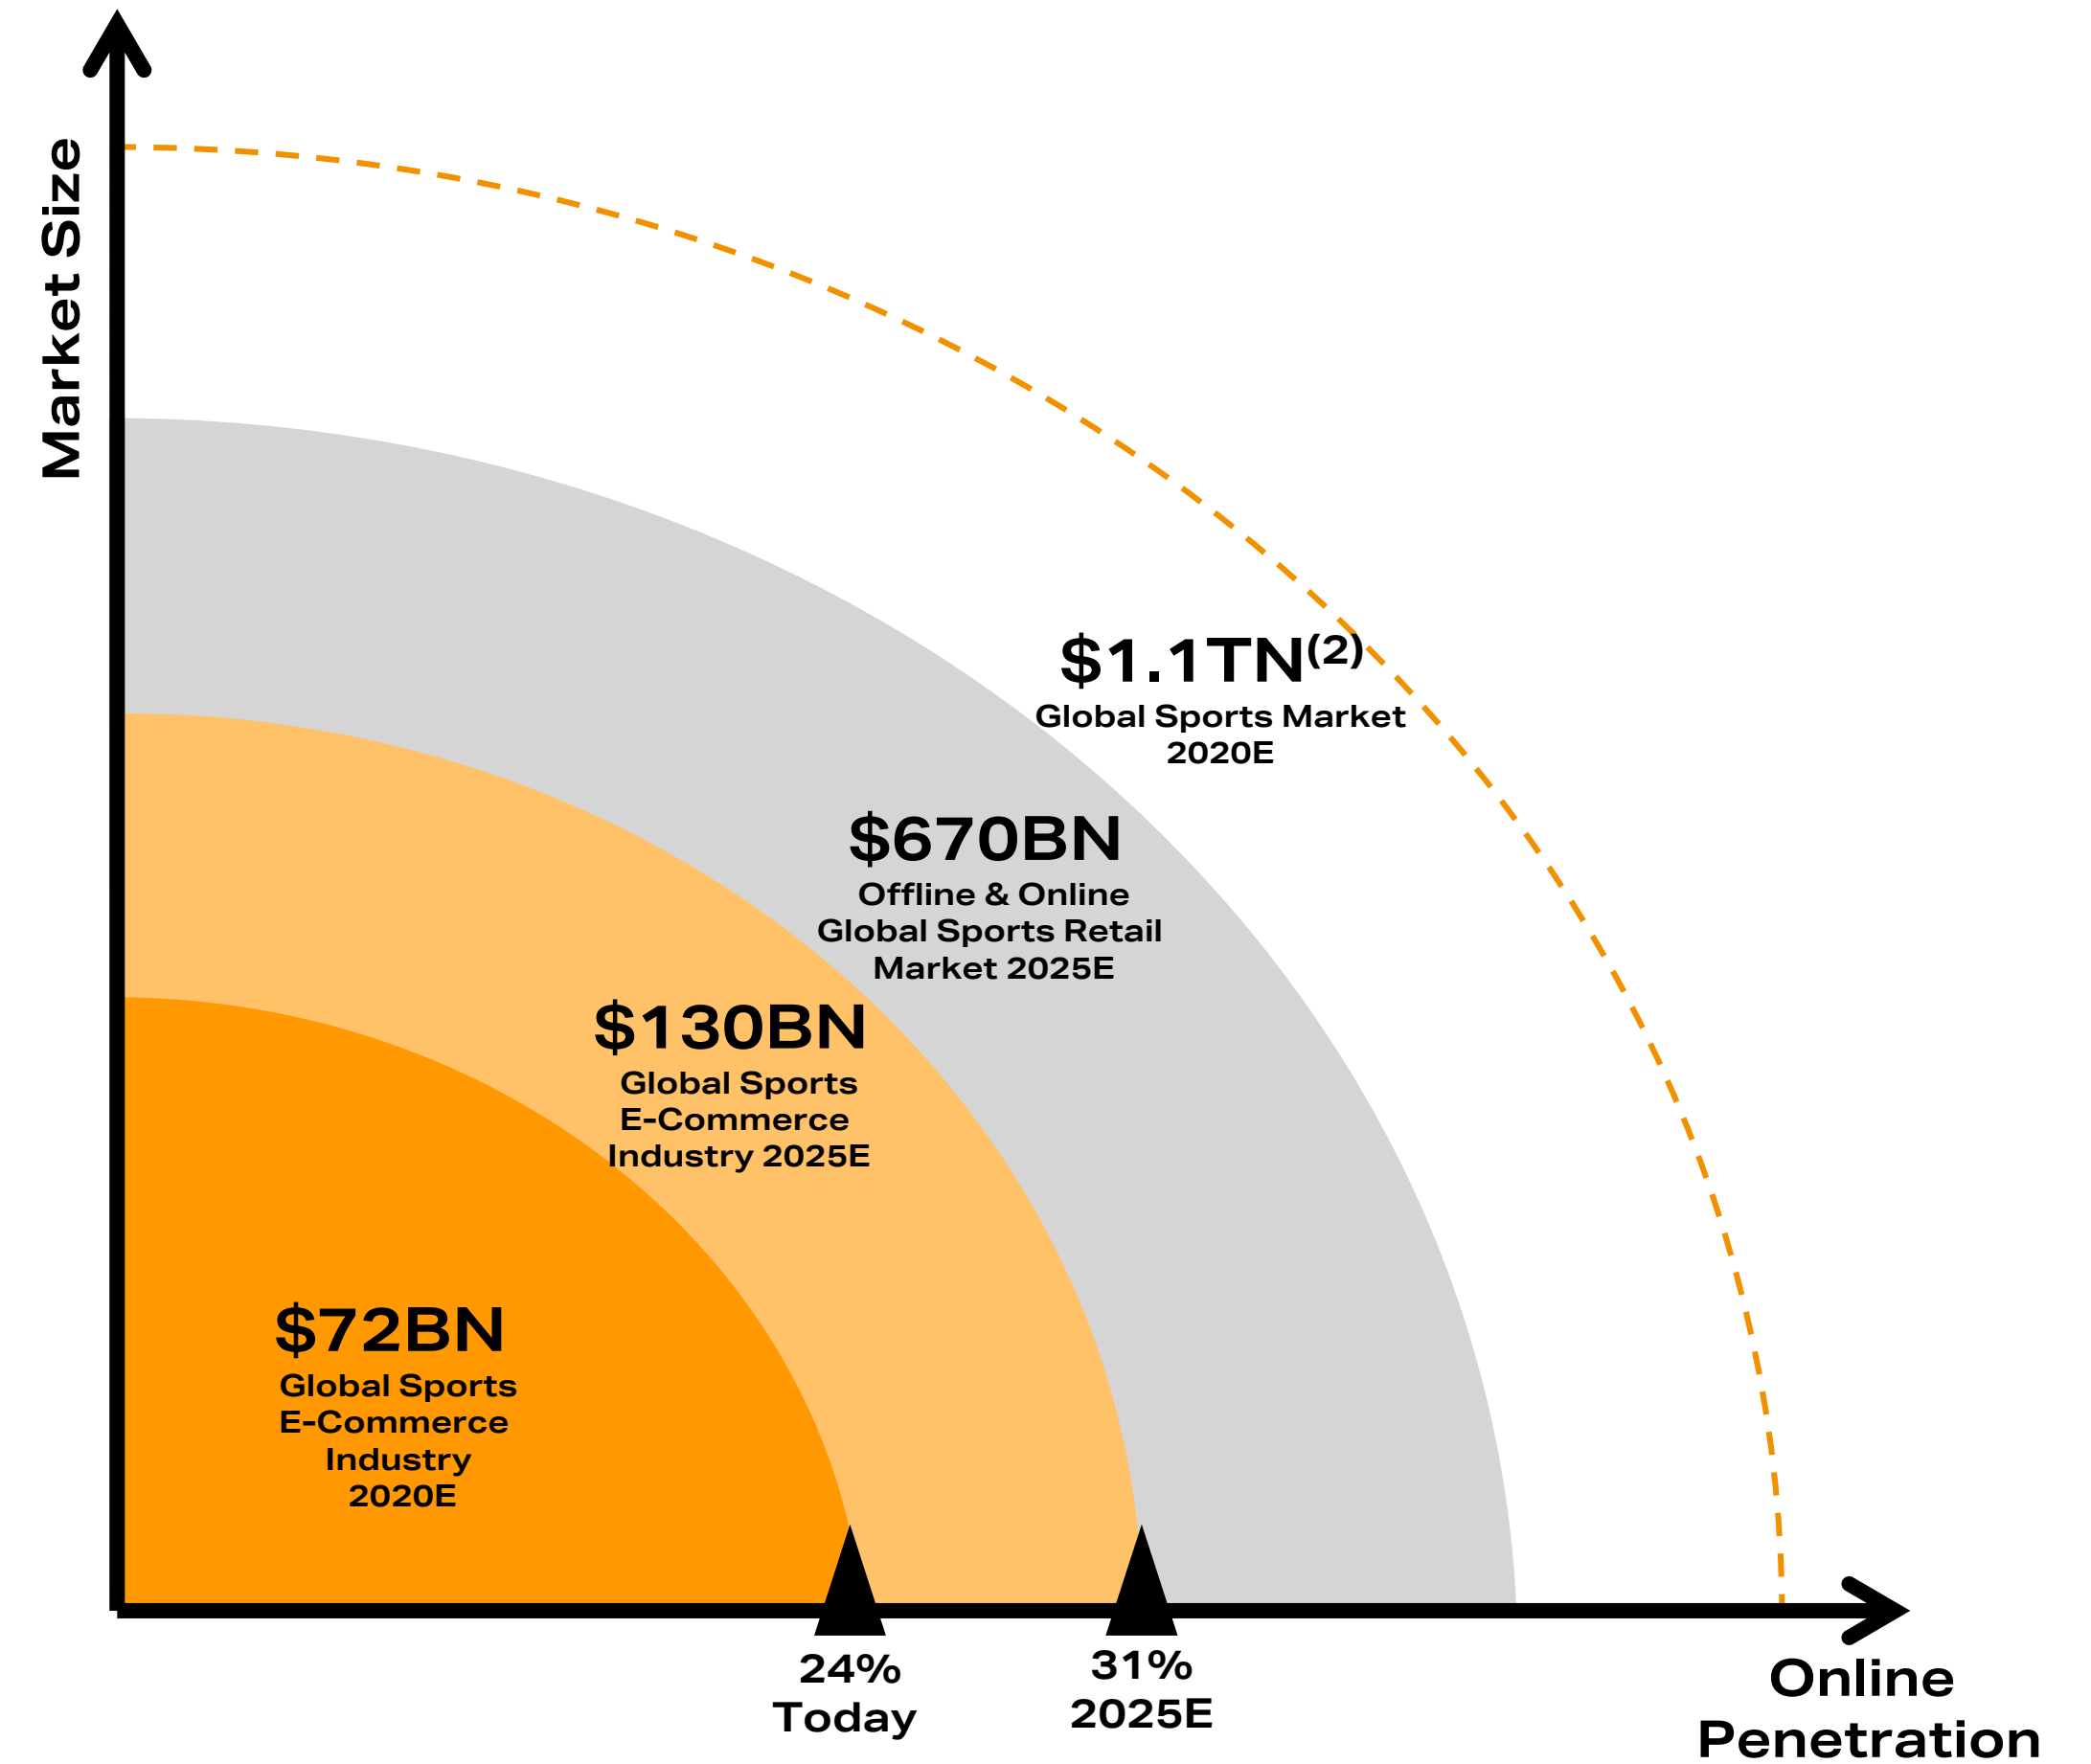 Market Size
$1.1TN(2)
Global Sports Market
2020E
$670BN
Offline & Online
Global Sports Retail
Market 2025E
$130BN
Global Sports
E-Commerce
Industry 2025E
$72BN
Global Sports
E-Commerce
Industry
2020E
24%
Today
31%
2025E
Online
Penetration